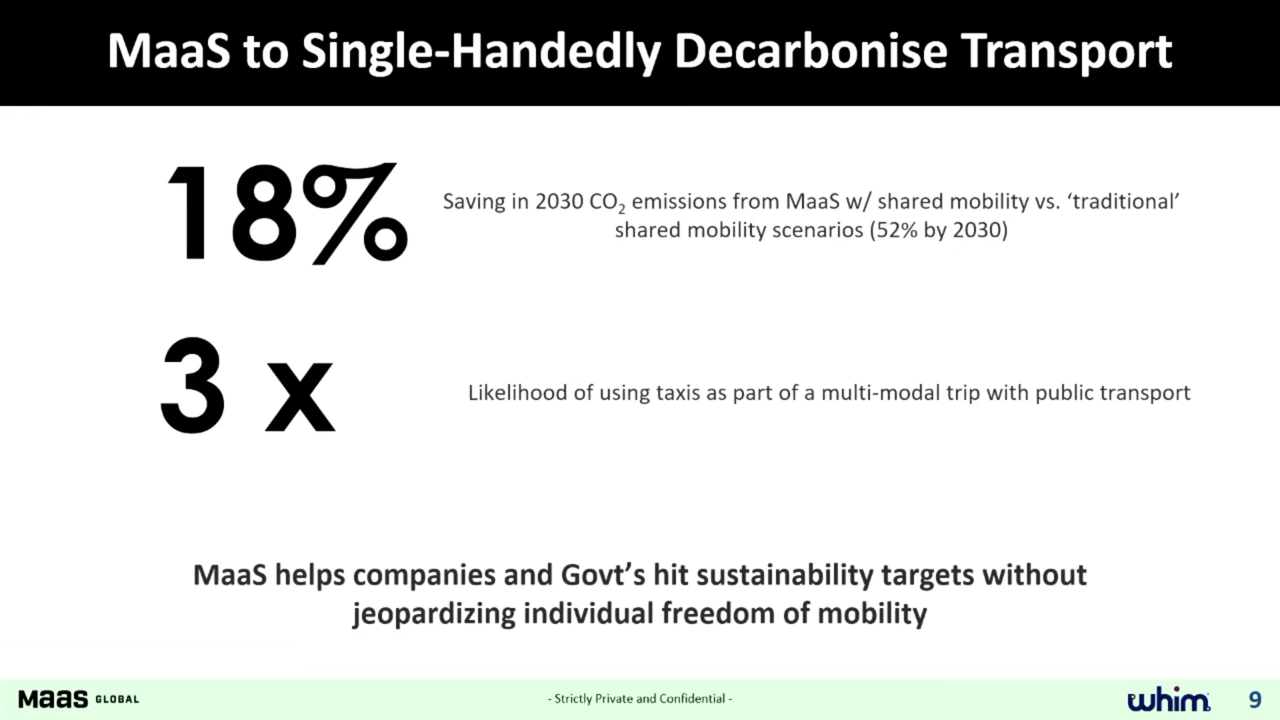 MaaS to Single-Handedly Decarbonise Transport
18%
Saving in 2030 CO₂ emissions from MaaS w/ shared mobility vs. ‘traditional’
shared mobility scenarios (52% by 2030)
3 x
Likelihood of using taxis as part of a multi-modal trip with public transport
MaaS helps companies and Govt’s hit sustainability targets without
jeopardizing individual freedom of mobility
MaaS GLOBAL
- Strictly Private and Confidential -
whim
9